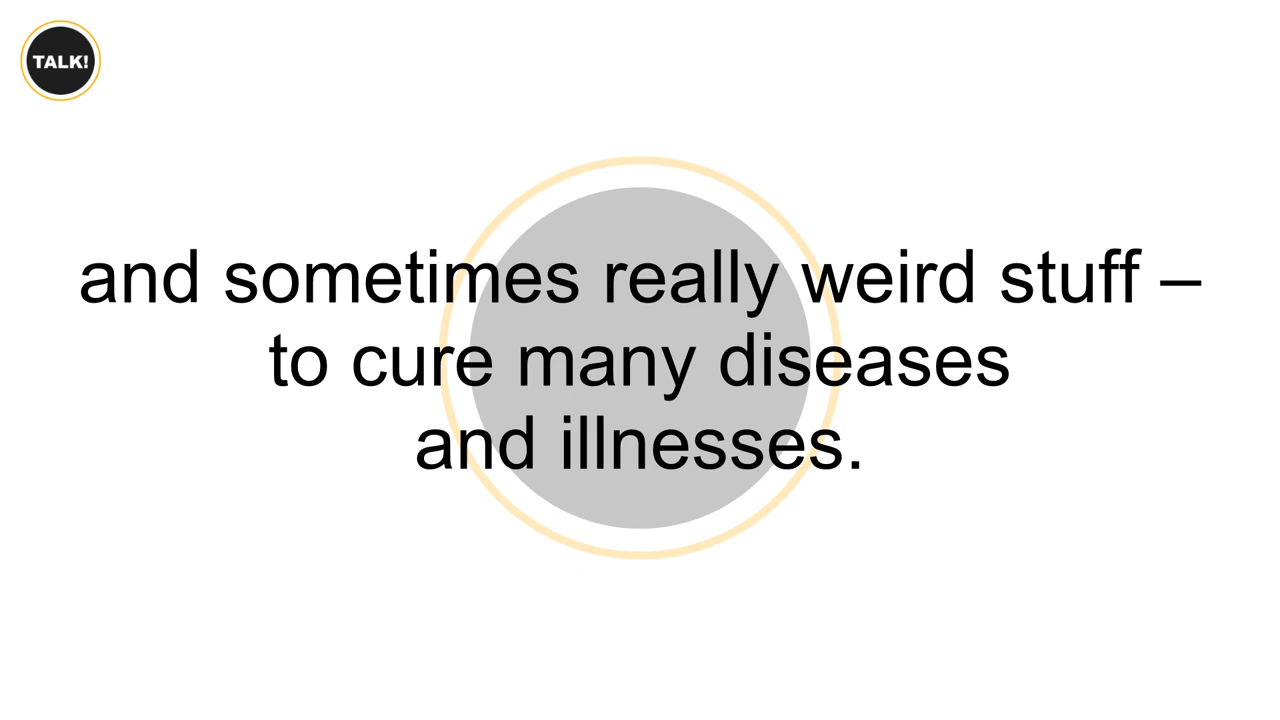 TALK!
and sometimes really weird stuff –
to cure many diseases
and illnesses.